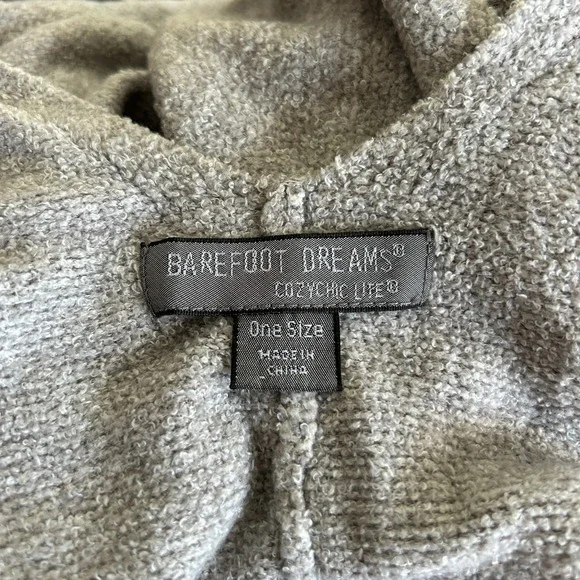 BAREFOOT DREAMS®
COZYCHIC LITE®
One Size
MADE IN
CHINA